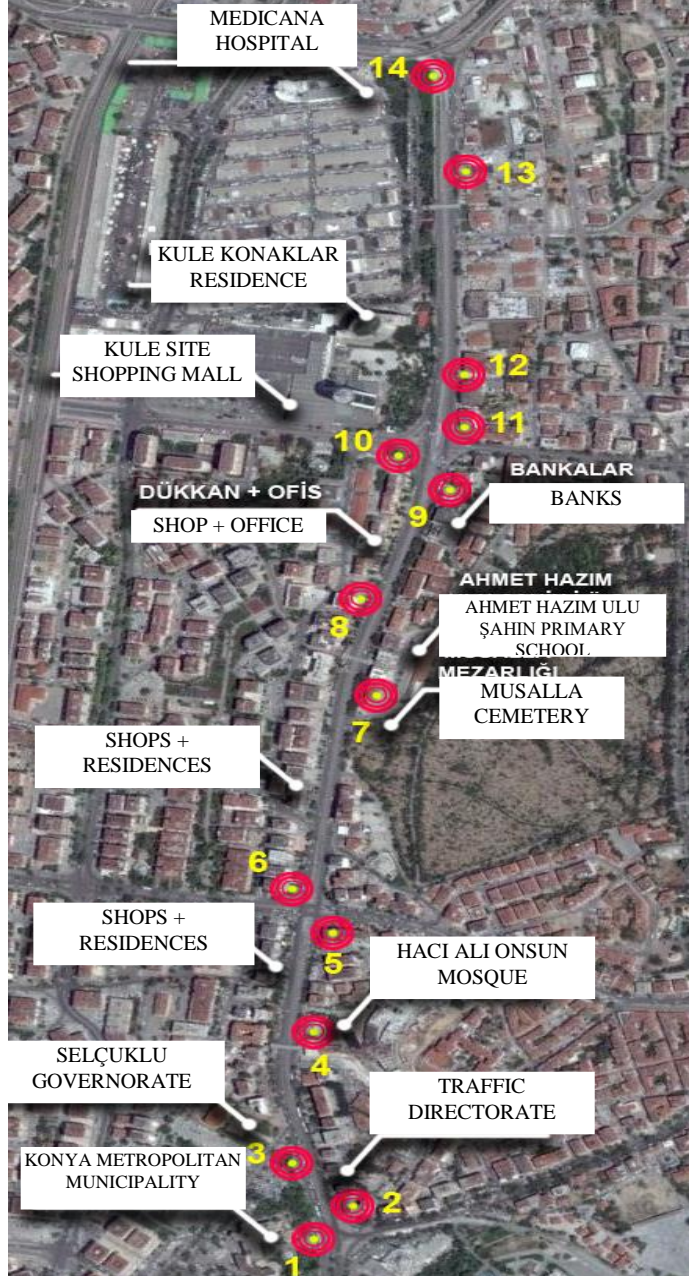 MEDICANA
HOSPITAL
14
13
KULE KONAKLAR
RESIDENCE
KULE SITE
SHOPPING MALL
12
11
10
BANKALAR
DÜKKAN + OFİS
9
BANKS
SHOP + OFFICE
AHMET HAZIM
8
AHMET HAZIM ULU
ŞAHIN PRIMARY
SCHOOL
MEZARLIĞI
MUSALLA
CEMETERY
7
SHOPS +
RESIDENCES
6
SHOPS +
RESIDENCES
5
HACI ALI ONSUN
MOSQUE
4
SELÇUKLU
GOVERNORATE
TRAFFIC
DIRECTORATE
3
KONYA METROPOLITAN
MUNICIPALITY
2
1